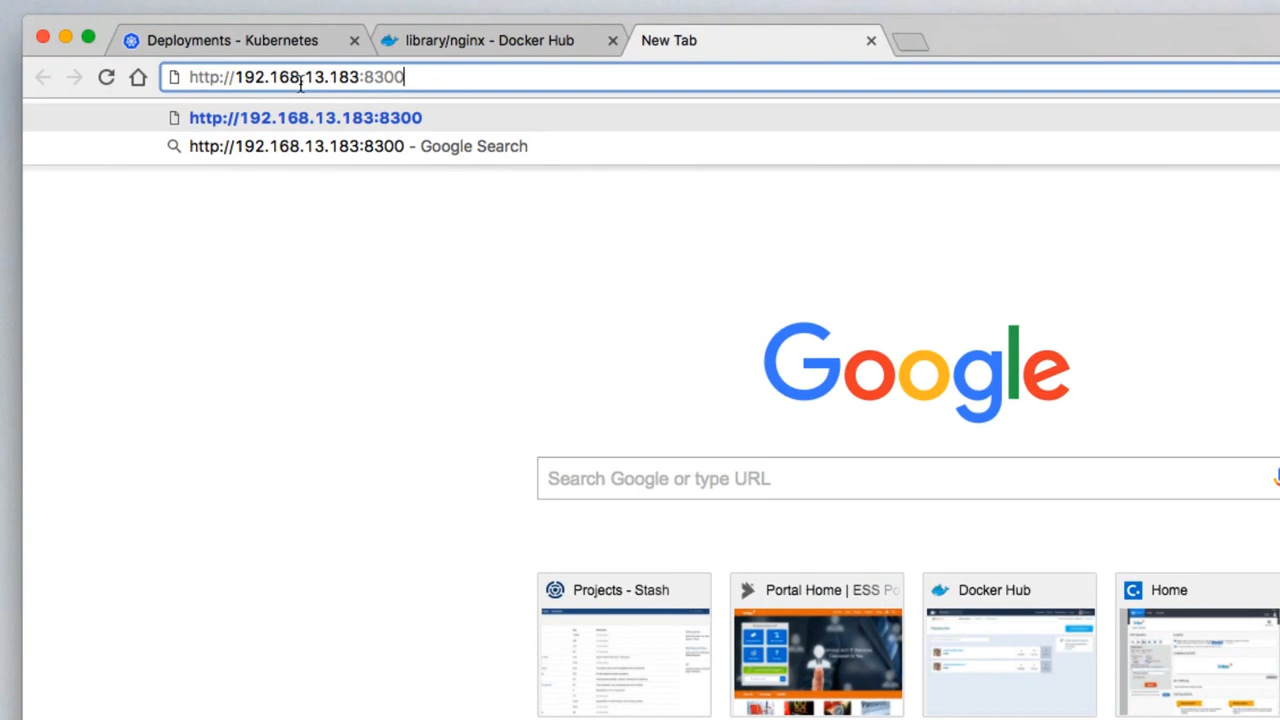 Deployments - Kubernetes
library/nginx - Docker Hub
New Tab
http://192.168.13.183:8300
http://192.168.13.183:8300
http://192.168.13.183:8300 - Google Search
Google
Search Google or type URL
Projects - Stash
Portal Home | ESS Po
Docker Hub
Home